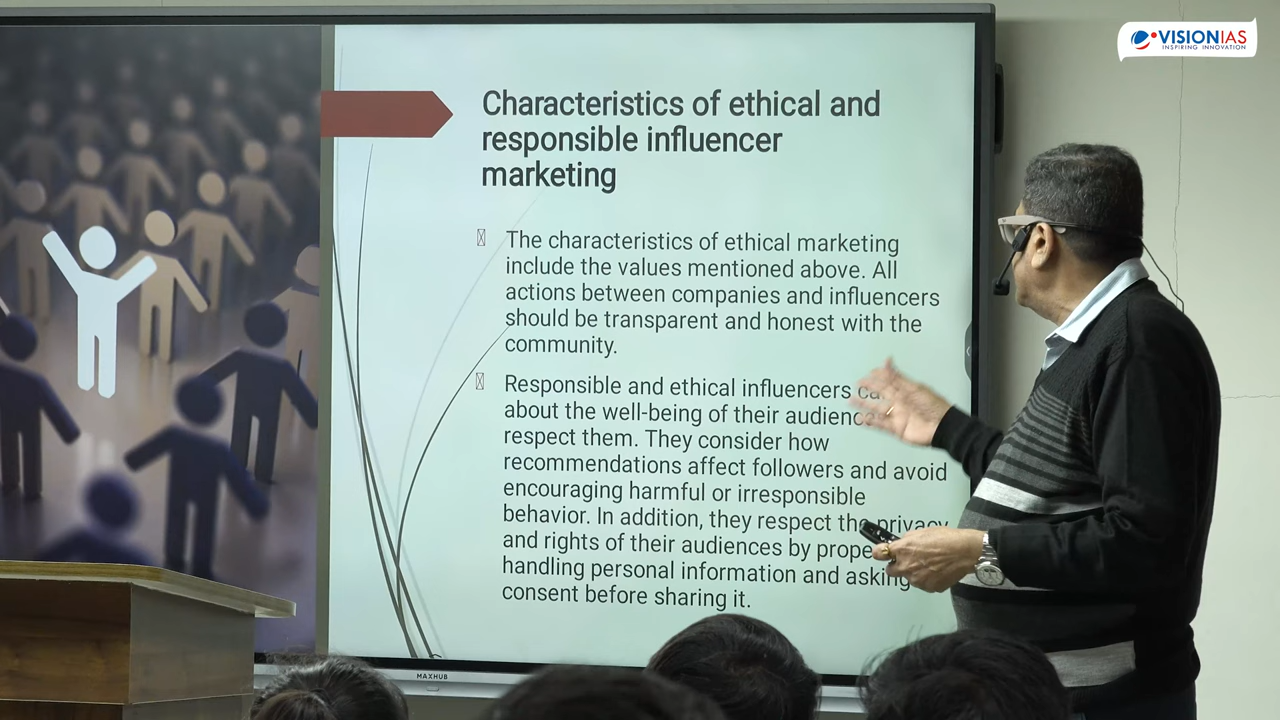 VISIONIAS
INSPIRING INNOVATION
Characteristics of ethical and
responsible influencer
marketing
The characteristics of ethical marketing
include the values mentioned above. All
actions between companies and influencers
should be transparent and honest with the
community.
Responsible and ethical influencers
about the well-being of their
respect them. They consider how
recommendations affect followers and avoid
encouraging harmful or irresponsible
behavior. In addition, they respect the privacy
and rights of their audiences by
handling personal information and asking
consent before sharing it.
MAXHUB